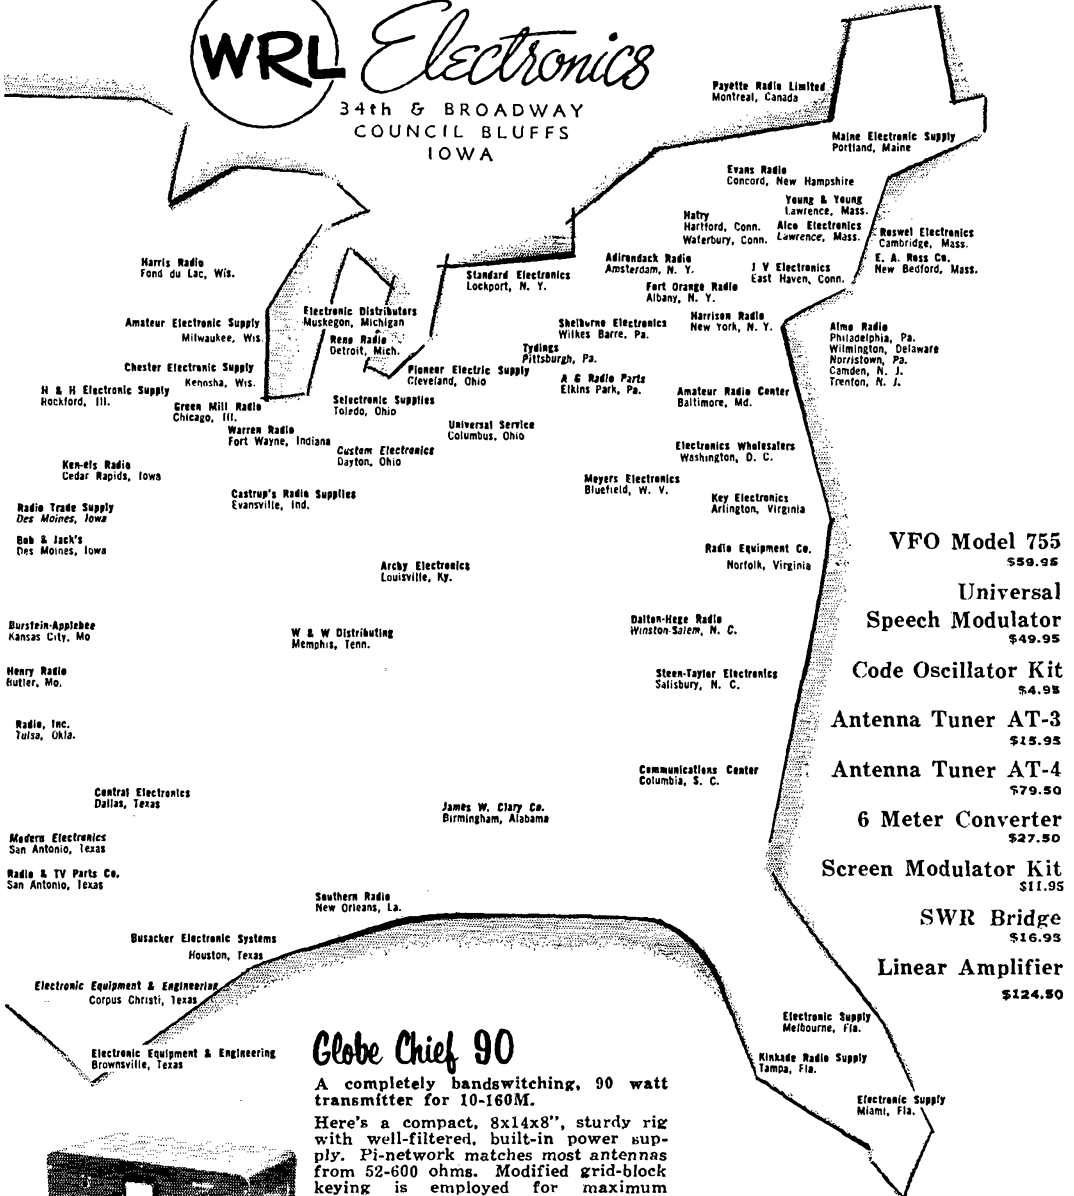 WRL Electronics
34th & BROADWAY
COUNCIL BLUFFS
IOWA
Payette Radio Limited
Montreal, Canada
Maine Electronic Supply
Portland, Maine
Evans Radio
Concord, New Hampshire
Young & Young
Lawrence, Mass.
Hatry
Hartford, Conn.
Waterbury, Conn.
Alco Electronics
Lawrence, Mass.
Roswel Electronics
Cambridge, Mass.
E. A. Ross Co.
New Bedford, Mass.
Harris Radio
Fond du Lac, Wis.
Standard Electronics
Lockport, N. Y.
Adirondack Radio
Amsterdam, N. Y.
J V Electronics
East Haven, Conn.
Fort Orange Radio
Albany, N. Y.
Electronic Distributors
Muskegon, Michigan
Amateur Electronic Supply
Milwaukee, Wis.
Reno Radio
Detroit, Mich.
Shelburne Electronics
Wilkes Barre, Pa.
Harrison Radio
New York, N. Y.
Almo Radio
Philadelphia, Pa.
Wilmington, Delaware
Norristown, Pa.
Camden, N. J.
Trenton, N. J.
Tydings
Pittsburgh, Pa.
Chester Electronic Supply
Kenosha, Wis.
Pioneer Electric Supply
Cleveland, Ohio
A G Radio Parts
Elkins Park, Pa.
H & H Electronic Supply
Rockford, Ill.
Green Mill Radio
Chicago, Ill.
Selectronic Supplies
Toledo, Ohio
Amateur Radio Center
Baltimore, Md.
Warren Radio
Fort Wayne, Indiana
Universal Service
Columbus, Ohio
Custom Electronics
Dayton, Ohio
Electronics Wholesalers
Washington, D. C.
Ken-els Radio
Cedar Rapids, Iowa
Meyers Electronics
Bluefield, W. V.
Castrup's Radio Supplies
Evansville, Ind.
Key Electronics
Arlington, Virginia
Radio Trade Supply
Des Moines, Iowa
Bob & Jack's
Des Moines, Iowa
Radio Equipment Co.
Norfolk, Virginia
Archy Electronics
Louisville, Ky.
Burstein-Applebee
Kansas City, Mo
W & W Distributing
Memphis, Tenn.
Dalton-Hege Radio
Winston-Salem, N. C.
Henry Radio
Butler, Mo.
Steen-Taylor Electronics
Salisbury, N. C.
Radio, Inc.
Tulsa, Okla.
Communications Center
Columbia, S. C.
Central Electronics
Dallas, Texas
James W. Clary Co.
Birmingham, Alabama
Modern Electronics
San Antonio, Texas
Radio & TV Parts Co.
San Antonio, Texas
Southern Radio
New Orleans, La.
Busacker Electronic Systems
Houston, Texas
Electronic Equipment & Engineering
Corpus Christi, Texas
Electronic Equipment & Engineering
Brownsville, Texas
Electronic Supply
Melbourne, Fla.
Kinkade Radio Supply
Tampa, Fla.
Electronic Supply
Miami, Fla.
VFO Model 755
$59.95
Universal
Speech Modulator
$49.95
Code Oscillator Kit
$4.95
Antenna Tuner AT-3
$15.95
Antenna Tuner AT-4
$79.50
6 Meter Converter
$27.50
Screen Modulator Kit
$11.95
SWR Bridge
$16.95
Linear Amplifier
$124.50
Globe Chief 90
A completely bandswitching, 90 watt
transmitter for 10-160M.
Here's a compact, 8x14x8", sturdy rig
with well-filtered, built-in power sup-
ply. Pi-network matches most antennas
from 52-600 ohms. Modified grid-block
keying is employed for maximum